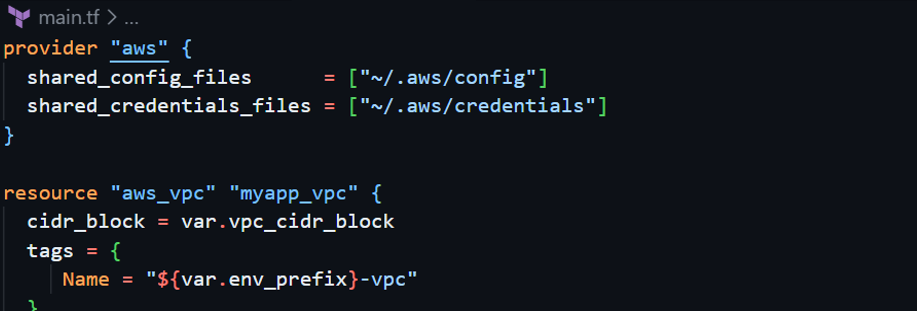 main.tf > ...
provider "aws" {
  shared_config_files       = ["~/.aws/config"]
  shared_credentials_files = ["~/.aws/credentials"]
}
resource "aws_vpc" "myapp_vpc" {
  cidr_block = var.vpc_cidr_block
  tags = {
    Name = "${var.env_prefix}-vpc"
  }